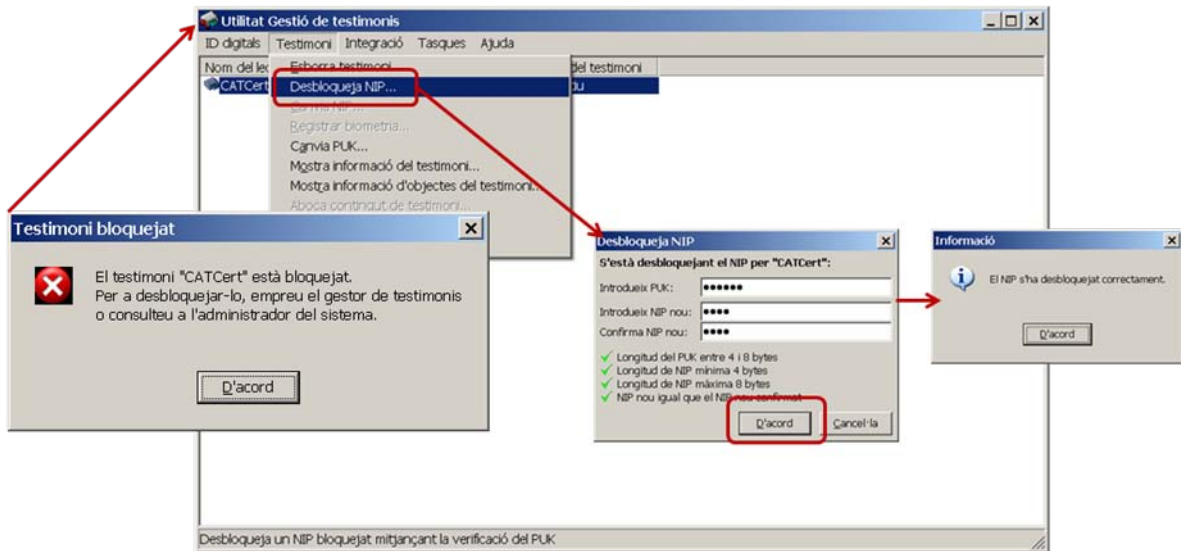 Utilitat Gestió de testimonis
ID digitals Testimoni Integració Tasques Ajuda
Nom del lec
del testimoni
CATCert
du
Esborra testimoni
Desbloqueja NIP...
Canvia NIP...
Registrar biometria...
Canvia PUK...
Mostra informació del testimoni...
Mostra informació d'objectes del testimoni...
Aboca contingut de testimoni...
Testimoni bloquejat
El testimoni "CATCert" està bloquejat.
Per a desbloquejar-lo, empreu el gestor de testimonis
o consulteu a l'administrador del sistema.
D'acord
Desbloqueja NIP
S'està desbloquejant el NIP per "CATCert":
Introdueix PUK: ••••••
Introdueix NIP nou: ••••
Confirma NIP nou: ••••
Longitud del PUK entre 4 i 8 bytes
Longitud de NIP mínima 4 bytes
Longitud de NIP màxima 8 bytes
NIP nou igual que el NIP nou confirmat
D'acord Cancel·la
Informació
El NIP s'ha desbloquejat correctament.
D'acord
Desbloqueja un NIP bloquejat mitjançant la verificació del PUK